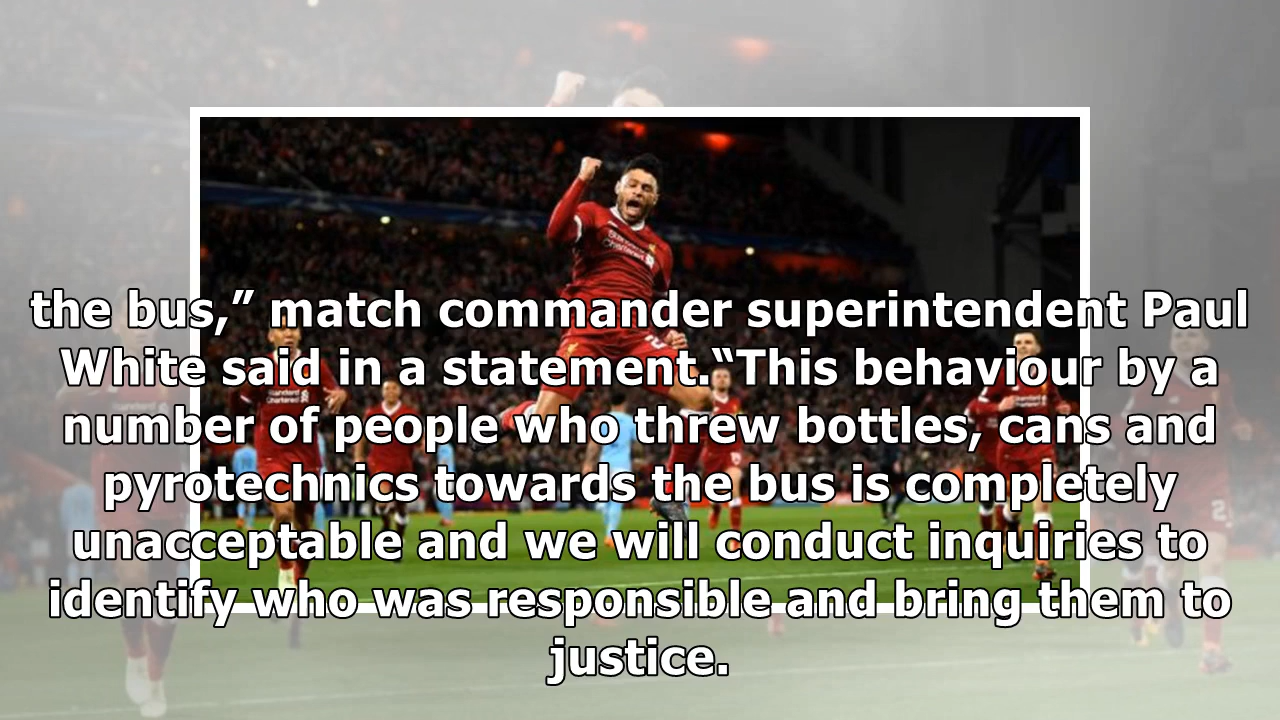 the bus,” match commander superintendent Paul
White said in a statement.“This behaviour by a
number of people who threw bottles, cans and
pyrotechnics towards the bus is completely
unacceptable and we will conduct inquiries to
identify who was responsible and bring them to
justice.
Standard
Chartered